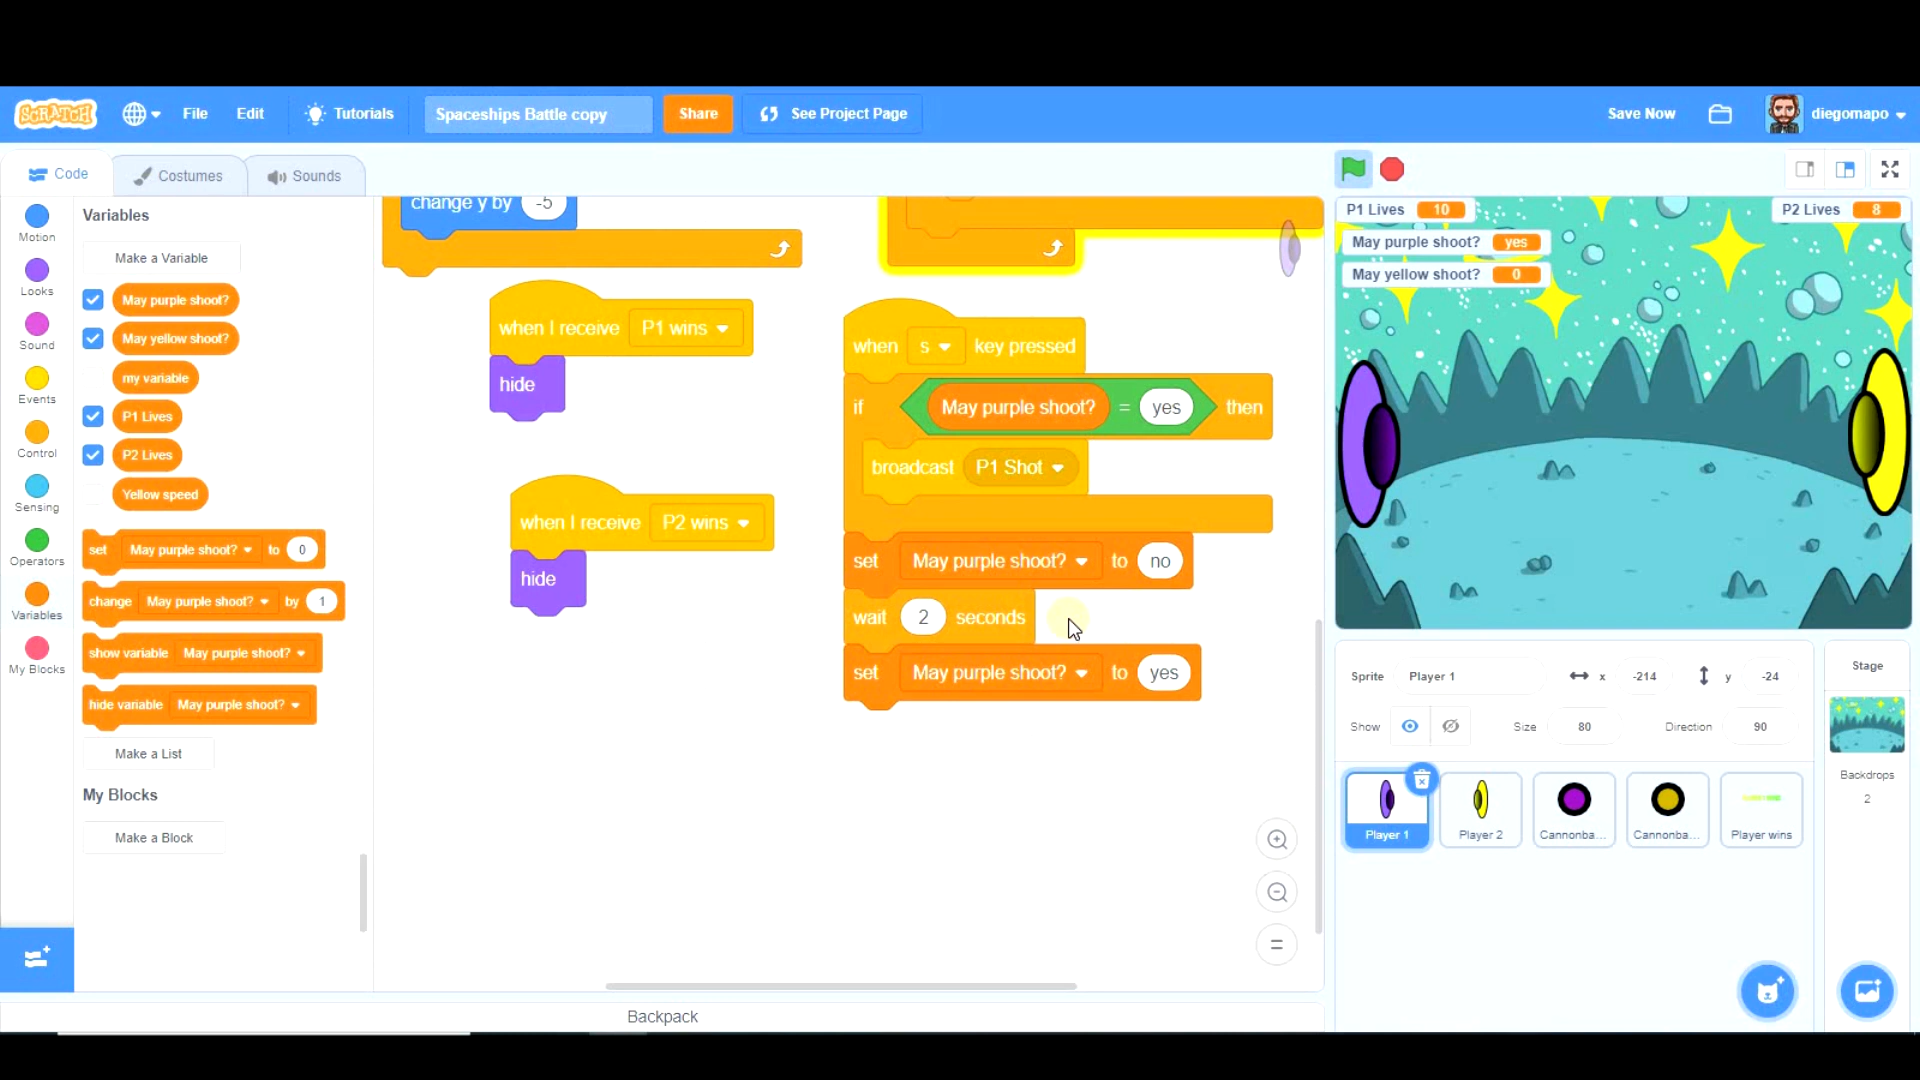 SCRATCH File Edit Tutorials Spaceships Battle copy Share See Project Page Save Now diegomapo
Code Costumes Sounds
Motion
Looks
Sound
Events
Control
Sensing
Operators
Variables
My Blocks
Variables
Make a Variable
May purple shoot?
May yellow shoot?
my variable
P1 Lives
P2 Lives
Yellow speed
set May purple shoot? to 0
change May purple shoot? by 1
show variable May purple shoot?
hide variable May purple shoot?
Make a List
My Blocks
Make a Block
change y by -5
when I receive P1 wins
hide
when I receive P2 wins
hide
when s key pressed
if May purple shoot? = yes then
broadcast P1 Shot
set May purple shoot? to no
wait 2 seconds
set May purple shoot? to yes
Backpack
P1 Lives 10 P2 Lives 8
May purple shoot? yes
May yellow shoot? 0
Sprite Player 1 x -214 y -24
Show Size 80 Direction 90
Player 1 Player 2 Cannonba... Cannonba... Player wins
Stage
Backdrops
2